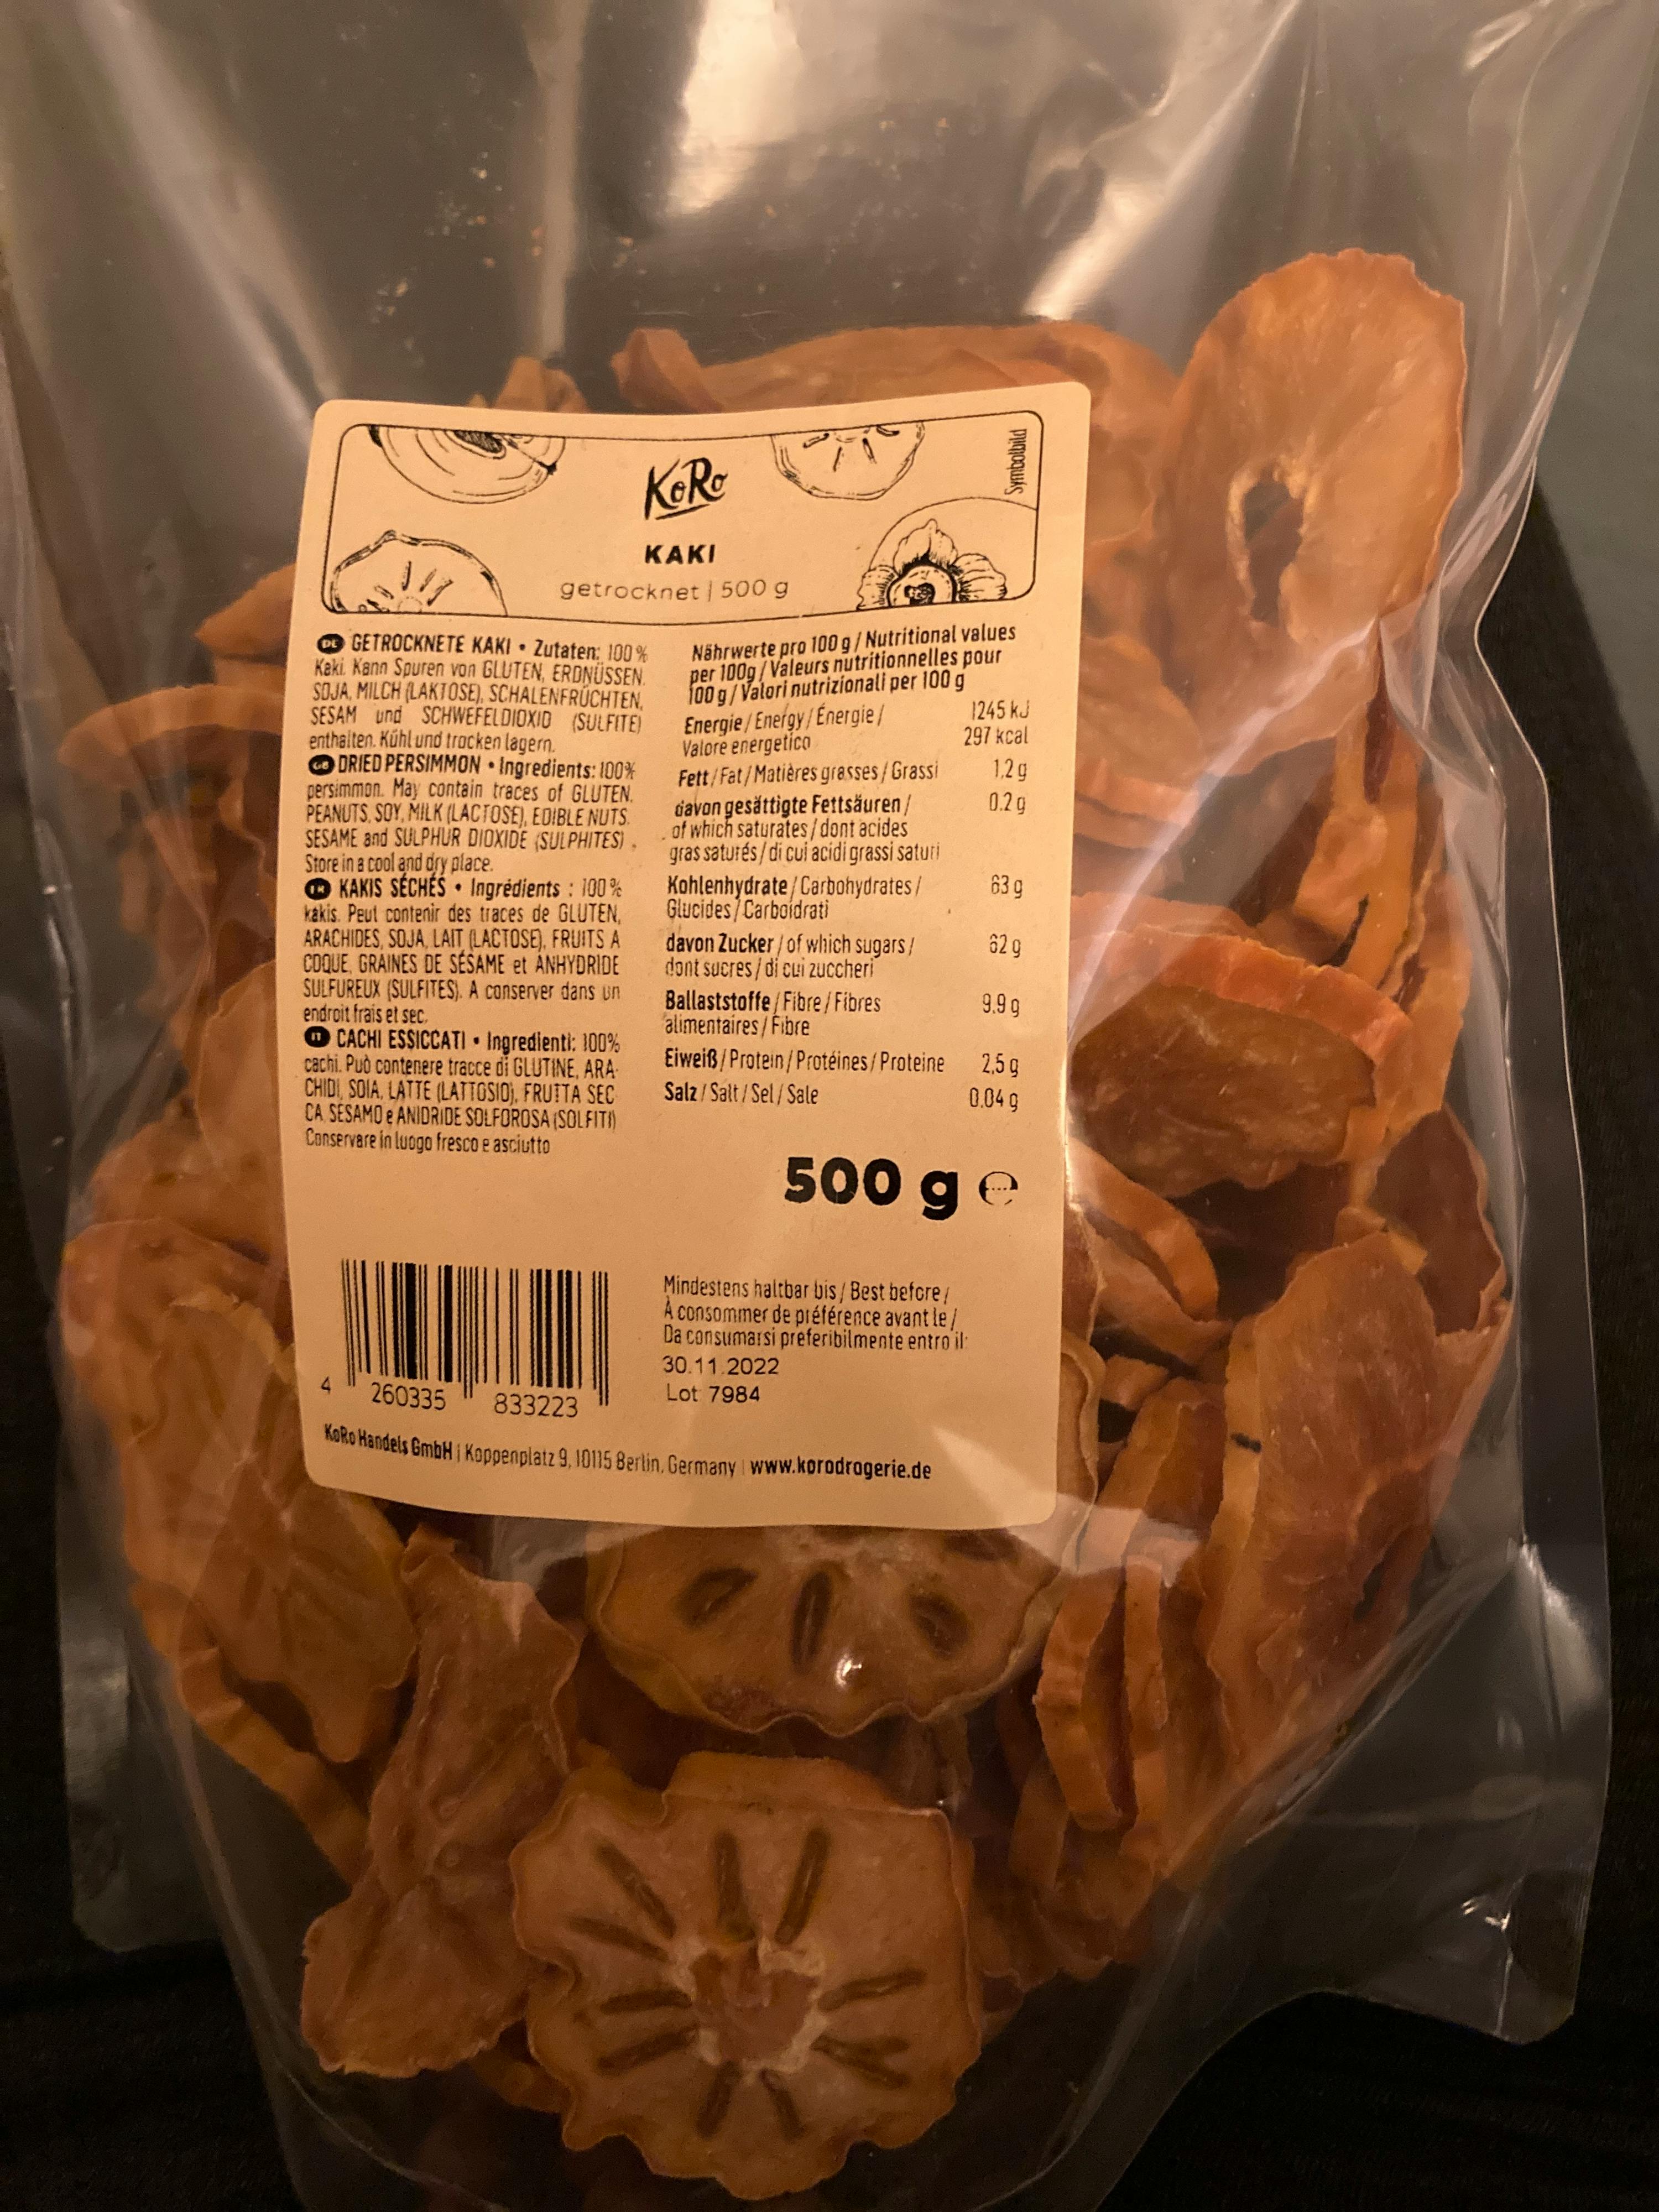 Symbolbild
KoRo
KAKI
getrocknet | 500 g
DE GETROCKNETE KAKI • Zutaten: 100 %
Kaki. Kann Spuren von GLUTEN, ERDNÜSSEN,
SOJA, MILCH (LAKTOSE), SCHALENFRÜCHTEN,
SESAM und SCHWEFELDIOXID (SULFITE)
enthalten. Kühl und trocken lagern.
GB DRIED PERSIMMON • Ingredients: 100%
persimmon. May contain traces of GLUTEN,
PEANUTS, SOY, MILK (LACTOSE), EDIBLE NUTS,
SESAME and SULPHUR DIOXIDE (SULPHITES).
Store in a cool and dry place.
FR KAKIS SÉCHÉS • Ingrédients : 100 %
kakis. Peut contenir des traces de GLUTEN,
ARACHIDES, SOJA, LAIT (LACTOSE), FRUITS A
COQUE, GRAINES DE SÉSAME et ANHYDRIDE
SULFUREUX (SULFITES). A conserver dans un
endroit frais et sec.
IT CACHI ESSICCATI • Ingredienti: 100%
cachi. Può contenere tracce di GLUTINE, ARA-
CHIDI, SOIA, LATTE (LATTOSIO), FRUTTA SEC-
CA, SESAMO e ANIDRIDE SOLFOROSA (SOLFITI)
Conservare in luogo fresco e asciutto
Nährwerte pro 100 g / Nutritional values
per 100g / Valeurs nutritionnelles pour
100 g / Valori nutrizionali per 100 g
Energie / Energy / Énergie / 1245 kJ
Valore energetico 297 kcal
Fett / Fat / Matières grasses / Grassi 1,2 g
davon gesättigte Fettsäuren / 0.2 g
of which saturates / dont acides
gras saturés / di cui acidi grassi saturi
Kohlenhydrate / Carbohydrates / 63 g
Glucides / Carboidrati
davon Zucker / of which sugars / 62 g
dont sucres / di cui zuccheri
Ballaststoffe / Fibre / Fibres 9,9 g
alimentaires / Fibre
Eiweiß / Protein / Protéines / Proteine 2,5 g
Salz / Salt / Sel / Sale 0,04 g
500 g e
Mindestens haltbar bis / Best before /
À consommer de préférence avant le /
Da consumarsi preferibilmente entro il:
30.11.2022
Lot 7984
4 260335 833223
KoRo Handels GmbH | Koppenplatz 9, 10115 Berlin, Germany | www.korodrogerie.de